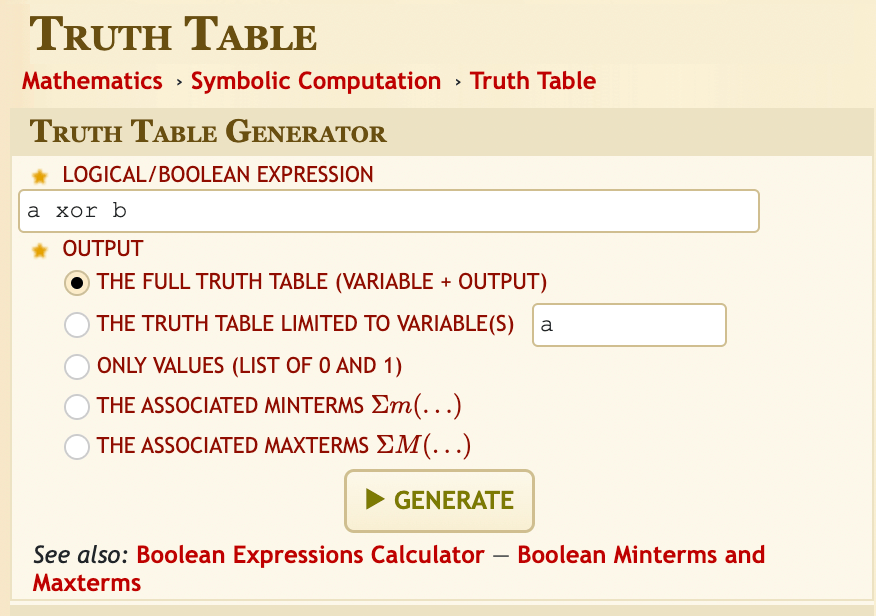 Truth Table
Mathematics › Symbolic Computation › Truth Table
Truth Table Generator
LOGICAL/BOOLEAN EXPRESSION
a xor b
OUTPUT
THE FULL TRUTH TABLE (VARIABLE + OUTPUT)
THE TRUTH TABLE LIMITED TO VARIABLE(S) a
ONLY VALUES (LIST OF 0 AND 1)
THE ASSOCIATED MINTERMS Σm(...)
THE ASSOCIATED MAXTERMS ΣM(...)
▶ GENERATE
See also: Boolean Expressions Calculator — Boolean Minterms and
Maxterms